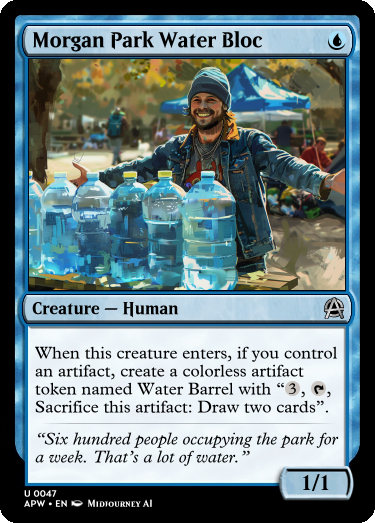 Morgan Park Water Bloc
Creature — Human
When this creature enters, if you control
an artifact, create a colorless artifact
token named Water Barrel with “3, T,
Sacrifice this artifact: Draw two cards”.
“Six hundred people occupying the park for
a week. That’s a lot of water.”
1/1
U 0047
APW • EN Midjourney AI